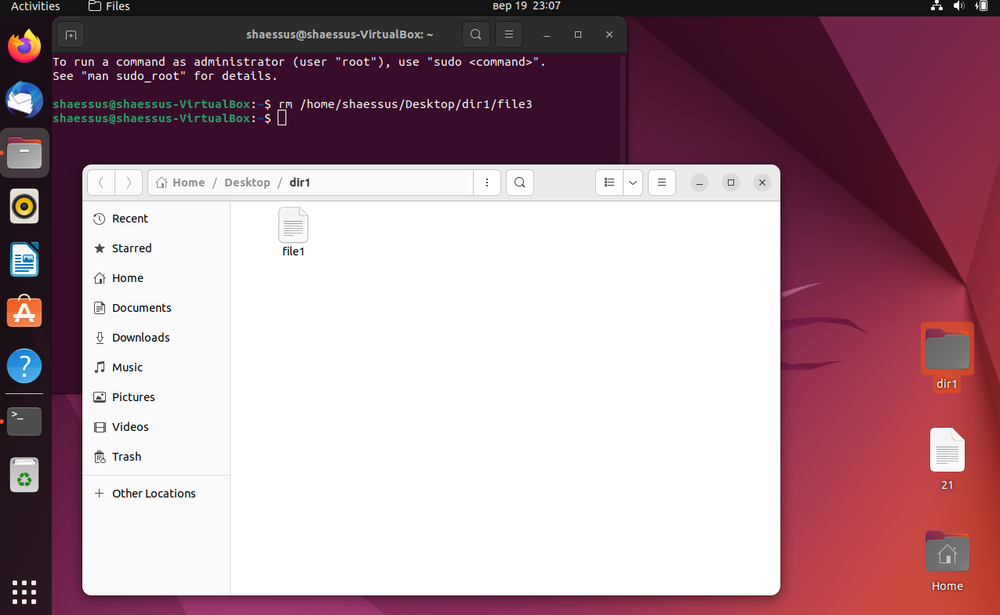 Activities Files вер 19 23:07
shaessus@shaessus-VirtualBox: ~
To run a command as administrator (user "root"), use "sudo <command>".
See "man sudo_root" for details.
shaessus@shaessus-VirtualBox:~$ rm /home/shaessus/Desktop/dir1/file3
shaessus@shaessus-VirtualBox:~$
Home / Desktop / dir1
Recent
Starred
Home
Documents
Downloads
Music
Pictures
Videos
Trash
Other Locations
file1
dir1
21
Home